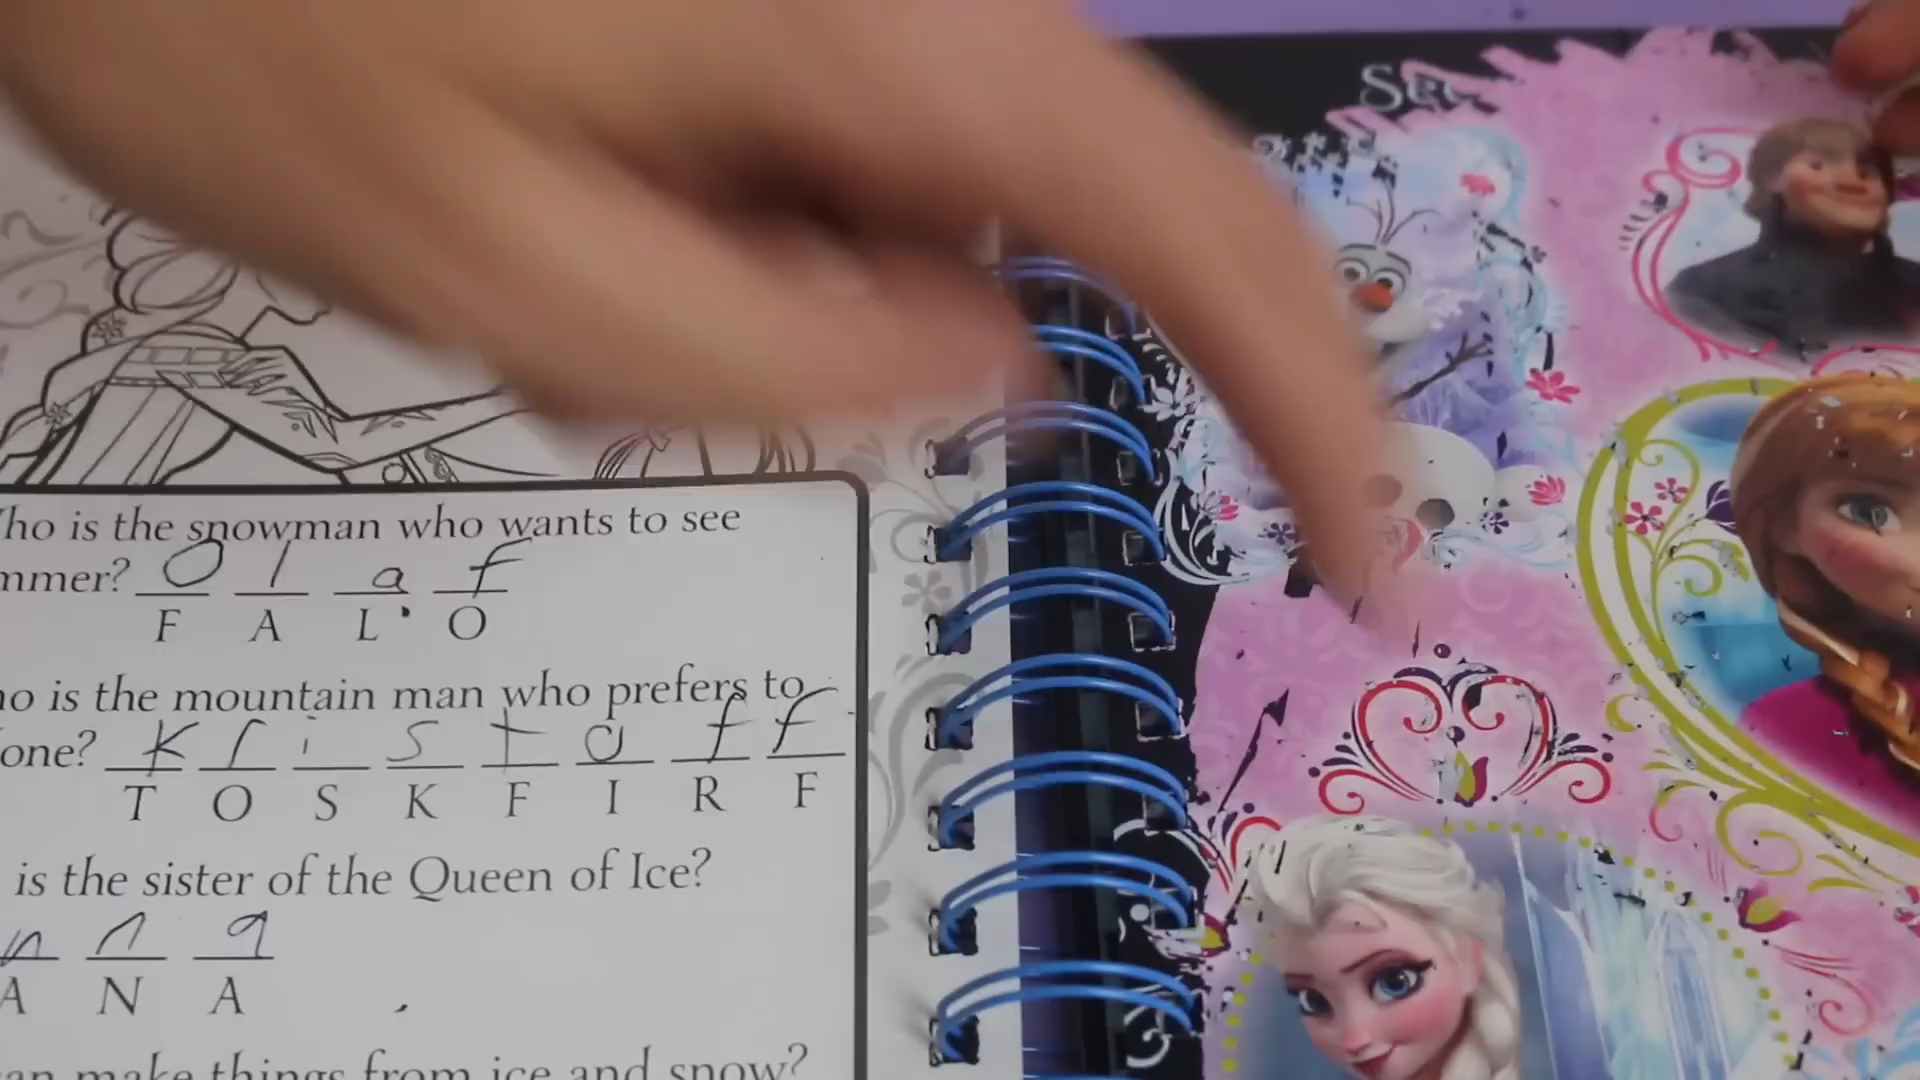 ho is the snowman who wants to see
mmer? O l a f
F A L O
o is the mountain man who prefers to
one? K r i s t o f f
T O S K F I R F
is the sister of the Queen of Ice?
n n a
A N A
an make things from ice and snow?